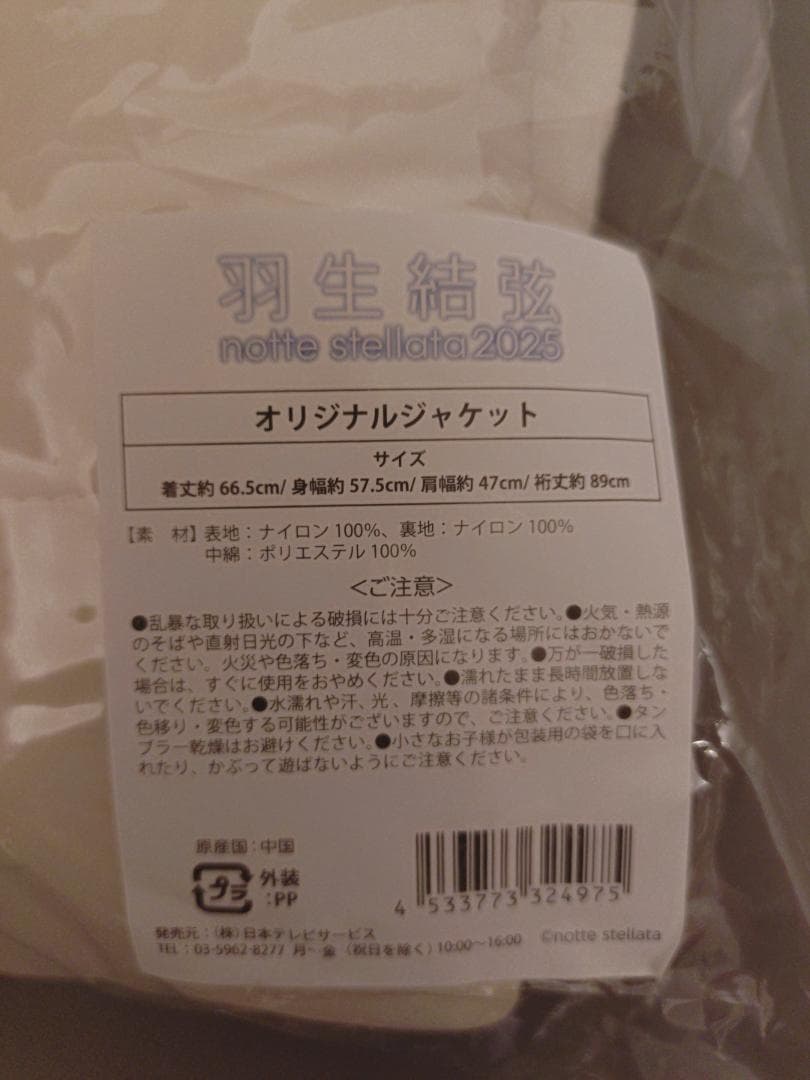 羽生結弦
notte stellata 2025
オリジナルジャケット
サイズ
着丈約 66.5cm/ 身幅約 57.5cm/ 肩幅約 47cm/ 裄丈約 89cm
【素　材】表地：ナイロン 100%、裏地：ナイロン 100%
中綿：ポリエステル 100%
＜ご注意＞
●乱暴な取り扱いによる破損には十分ご注意ください。●火気・熱源
のそばや直射日光の下など、高温・多湿になる場所にはおかないで
ください。火災や色落ち・変色の原因になります。●万が一破損した
場合は、すぐに使用をおやめください。●濡れたまま長時間放置しな
いでください。●水濡れや汗、光、摩擦等の諸条件により、色落ち・
色移り・変色する可能性がございますので、ご注意ください。●タン
ブラー乾燥はお避けください。●小さなお子様が包装用の袋を口に入
れたり、かぶって遊ばないようにご注意ください。
原産国：中国
プラ
外装
：PP
4 533773 324975
発売元：（株）日本テレビサービス
TEL：03-5962-8277 月～金（祝日を除く）10:00～16:00
©notte stellata